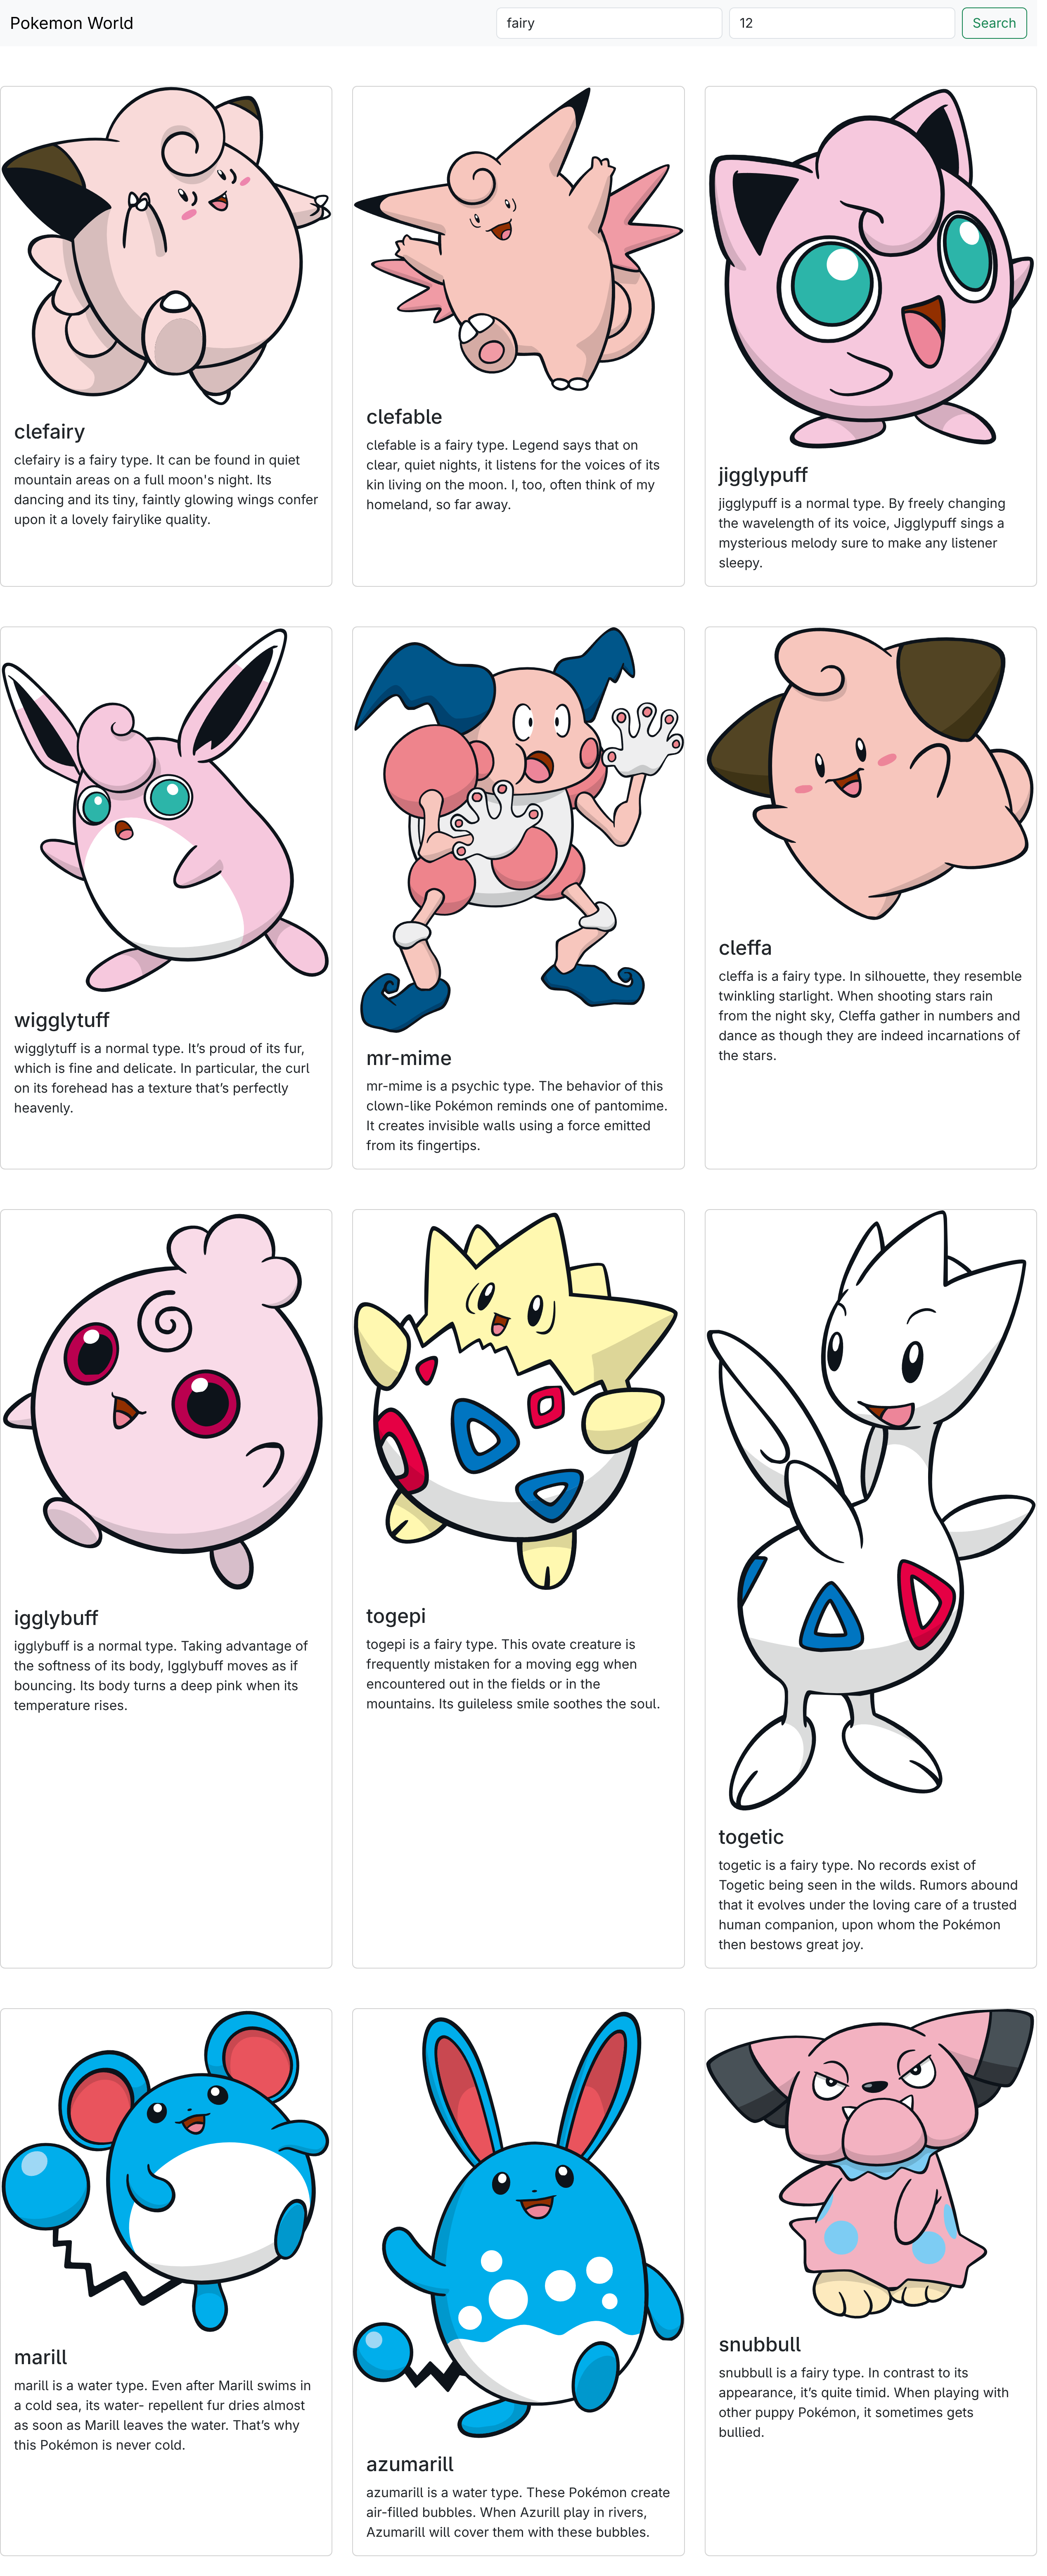 Pokemon World
fairy
12
Search
clefairy
clefairy is a fairy type. It can be found in quiet
mountain areas on a full moon's night. Its
dancing and its tiny, faintly glowing wings confer
upon it a lovely fairylike quality.
clefable
clefable is a fairy type. Legend says that on
clear, quiet nights, it listens for the voices of its
kin living on the moon. I, too, often think of my
homeland, so far away.
jigglypuff
jigglypuff is a normal type. By freely changing
the wavelength of its voice, Jigglypuff sings a
mysterious melody sure to make any listener
sleepy.
wigglytuff
wigglytuff is a normal type. It’s proud of its fur,
which is fine and delicate. In particular, the curl
on its forehead has a texture that’s perfectly
heavenly.
mr-mime
mr-mime is a psychic type. The behavior of this
clown-like Pokémon reminds one of pantomime.
It creates invisible walls using a force emitted
from its fingertips.
cleffa
cleffa is a fairy type. In silhouette, they resemble
twinkling starlight. When shooting stars rain
from the night sky, Cleffa gather in numbers and
dance as though they are indeed incarnations of
the stars.
igglybuff
igglybuff is a normal type. Taking advantage of
the softness of its body, Igglybuff moves as if
bouncing. Its body turns a deep pink when its
temperature rises.
togepi
togepi is a fairy type. This ovate creature is
frequently mistaken for a moving egg when
encountered out in the fields or in the
mountains. Its guileless smile soothes the soul.
togetic
togetic is a fairy type. No records exist of
Togetic being seen in the wilds. Rumors abound
that it evolves under the loving care of a trusted
human companion, upon whom the Pokémon
then bestows great joy.
marill
marill is a water type. Even after Marill swims in
a cold sea, its water- repellent fur dries almost
as soon as Marill leaves the water. That’s why
this Pokémon is never cold.
azumarill
azumarill is a water type. These Pokémon create
air-filled bubbles. When Azurill play in rivers,
Azumarill will cover them with these bubbles.
snubbull
snubbull is a fairy type. In contrast to its
appearance, it’s quite timid. When playing with
other puppy Pokémon, it sometimes gets
bullied.